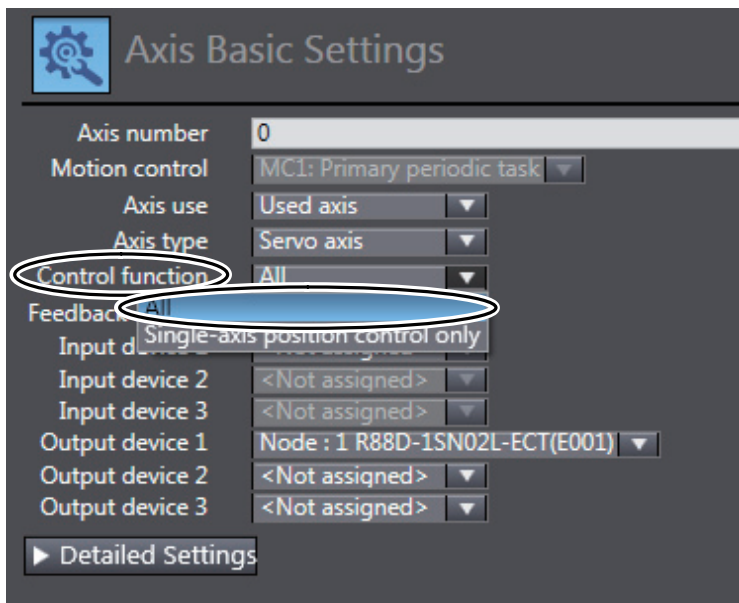 Axis Basic Settings
Axis number 0
Motion control MC1: Primary periodic task
Axis use Used axis
Axis type Servo axis
Control function All
All
Feedback
Single-axis position control only
Input
Input device 2 <Not assigned>
Input device 3 <Not assigned>
Output device 1 Node : 1 R88D-1SN02L-ECT(E001)
Output device 2 <Not assigned>
Output device 3 <Not assigned>
Detailed Settings